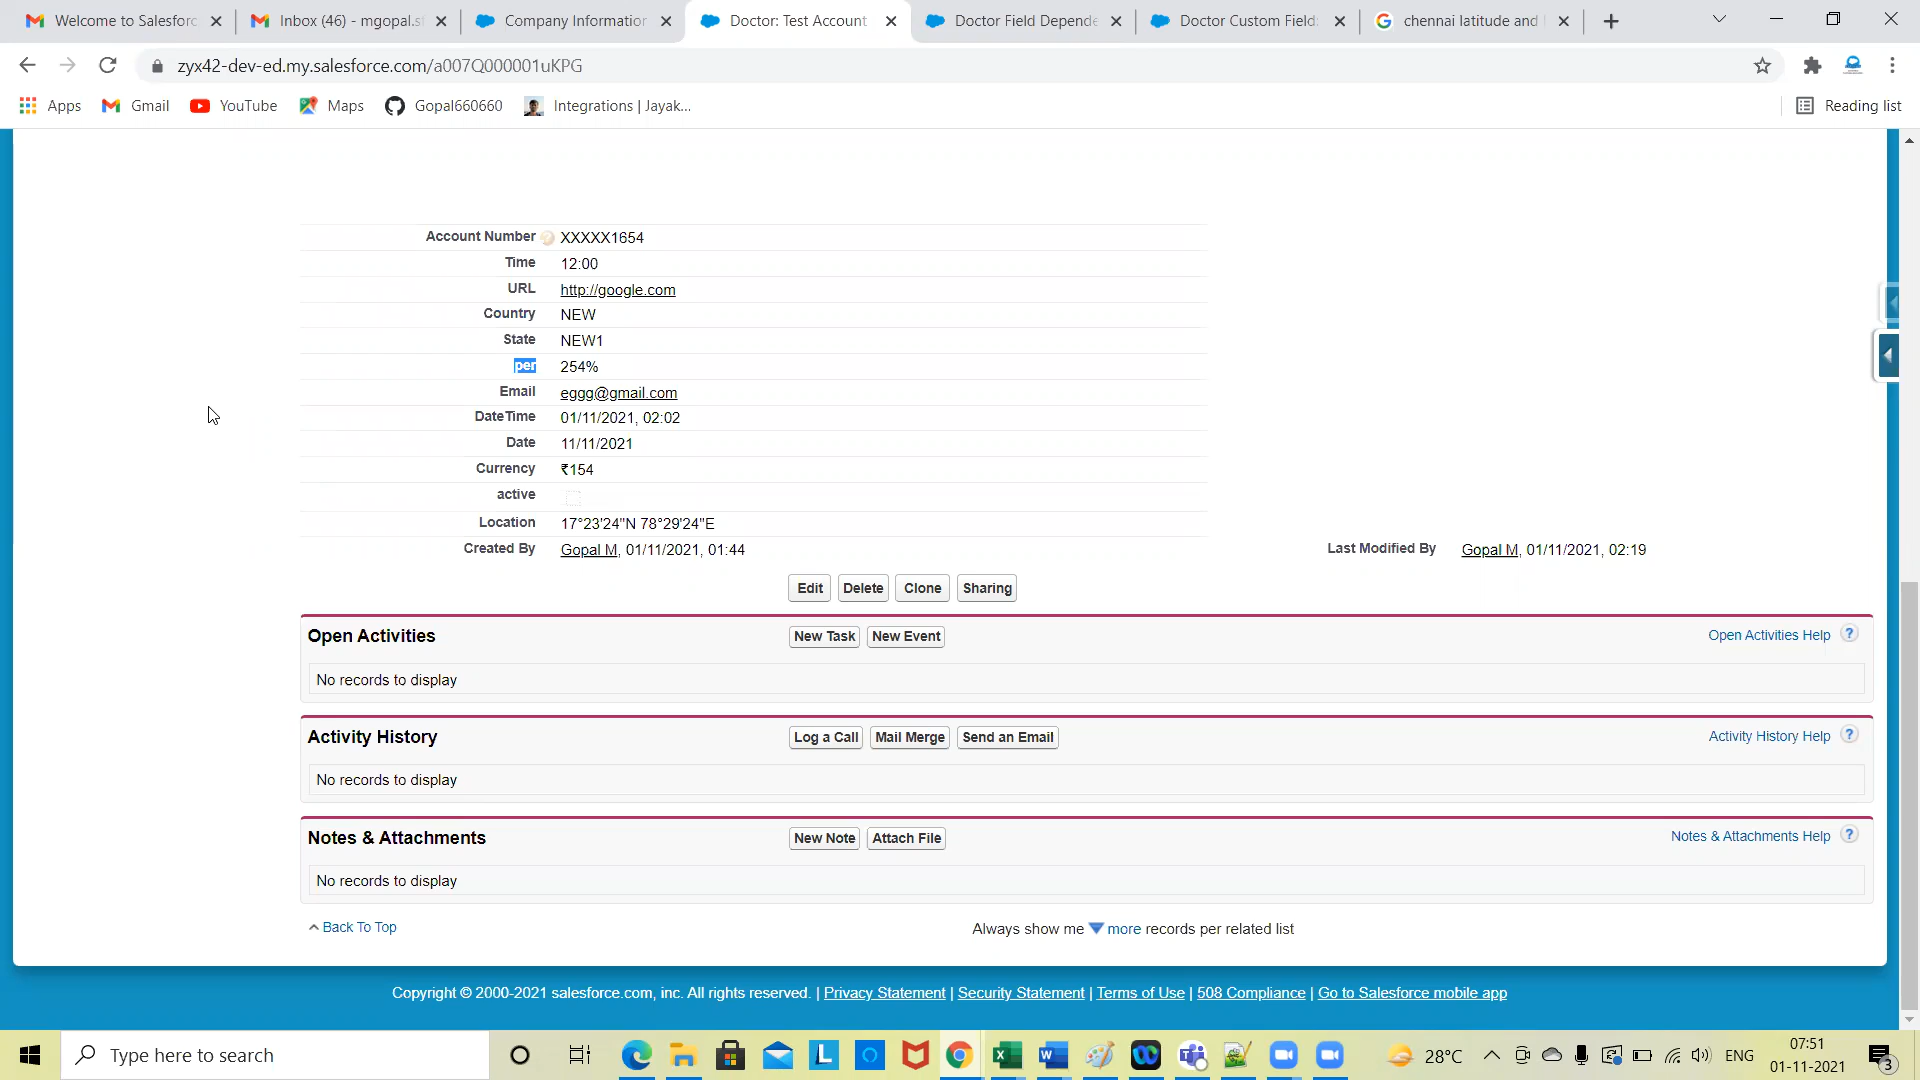 Welcome to Salesforc
Inbox (46) - mgopal.sf
Company Information
Doctor: Test Account
Doctor Field Depende
Doctor Custom Field:
chennai latitude and
zyx42-dev-ed.my.salesforce.com/a007Q000001uKPG
Apps
Gmail
YouTube
Maps
Gopal660660
Integrations | Jayak...
Reading list
Account Number XXXXX1654
Time 12:00
URL http://google.com
Country NEW
State NEW1
per 254%
Email eggg@gmail.com
DateTime 01/11/2021, 02:02
Date 11/11/2021
Currency ₹154
active
Location 17°23'24"N 78°29'24"E
Created By Gopal M, 01/11/2021, 01:44 Last Modified By Gopal M, 01/11/2021, 02:19
Edit Delete Clone Sharing
Open Activities New Task New Event Open Activities Help ?
No records to display
Activity History Log a Call Mail Merge Send an Email Activity History Help ?
No records to display
Notes & Attachments New Note Attach File Notes & Attachments Help ?
No records to display
Back To Top Always show me more records per related list
Copyright © 2000-2021 salesforce.com, inc. All rights reserved. | Privacy Statement | Security Statement | Terms of Use | 508 Compliance | Go to Salesforce mobile app
Type here to search
28°C
ENG
07:51
01-11-2021
3